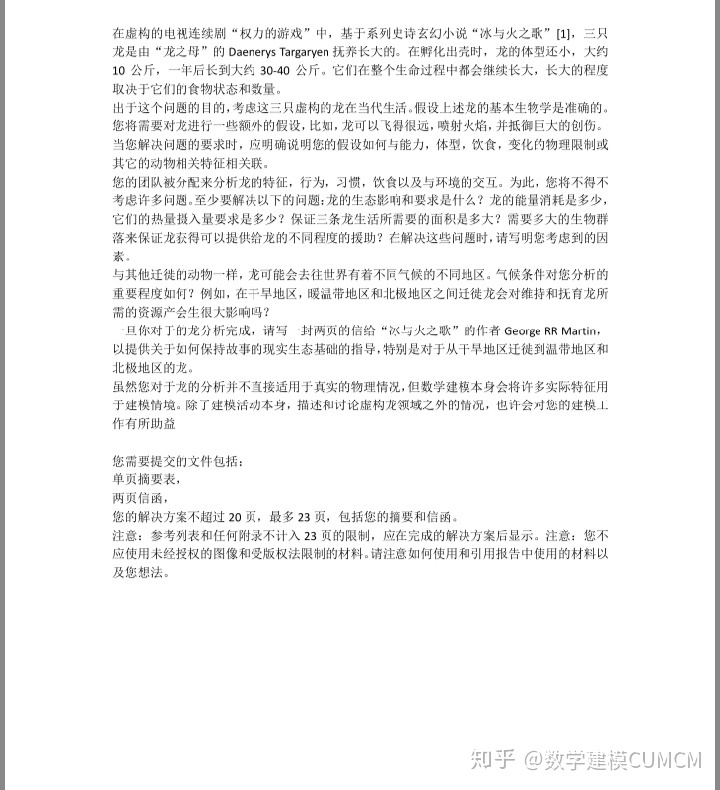 在虚构的电视连续剧“权力的游戏”中，基于系列史诗玄幻小说“冰与火之歌”[1]，三只
龙是由“龙之母”的 Daenerys Targaryen 抚养长大的。在孵化出壳时，龙的体型还小，大约
10 公斤，一年后长到大约 30-40 公斤。它们在整个生命过程中都会继续长大，长大的程度
取决于它们的食物状态和数量。
出于这个问题的目的，考虑这三只虚构的龙在当代生活。假设上述龙的基本生物学是准确的。
您将需要对龙进行一些额外的假设，比如，龙可以飞得很远，喷射火焰，并抵御巨大的创伤。
当您解决问题的要求时，应明确说明您的假设如何与能力，体型，饮食，变化的物理限制或
其它的动物相关特征相关联。
您的团队被分配来分析龙的特征，行为，习惯，饮食以及与环境的交互。为此，您将不得不
考虑许多问题。至少要解决以下的问题：龙的生态影响和要求是什么？龙的能量消耗是多少，
它们的热量摄入量要求是多少？保证三条龙生活所需要的面积是多大？需要多大的生物群
落来保证龙获得可以提供给龙的不同程度的援助？在解决这些问题时，请写明您考虑到的因
素。
与其他迁徙的动物一样，龙可能会去往世界有着不同气候的不同地区。气候条件对您分析的
重要程度如何？例如，在干旱地区，暖温带地区和北极地区之间迁徙龙会对维持和抚育龙所
需的资源产会生很大影响吗？
一旦你对于的龙分析完成，请写一封两页的信给“冰与火之歌”的作者 George RR Martin，
以提供关于如何保持故事的现实生态基础的指导，特别是对于从干旱地区迁徙到温带地区和
北极地区的龙。
虽然您对于龙的分析并不直接适用于真实的物理情况，但数学建模本身会将许多实际特征用
于建模情境。除了建模活动本身，描述和讨论虚构龙领域之外的情况，也许会对您的建模工
作有所助益

您需要提交的文件包括：
单页摘要表，
两页信函，
您的解决方案不超过 20 页，最多 23 页，包括您的摘要和信函。
注意：参考列表和任何附录不计入 23 页的限制，应在完成的解决方案后显示。注意：您不
应使用未经授权的图像和受版权法限制的材料。请注意如何使用和引用报告中使用的材料以
及您想法。
知乎 @数学建模CUMCM